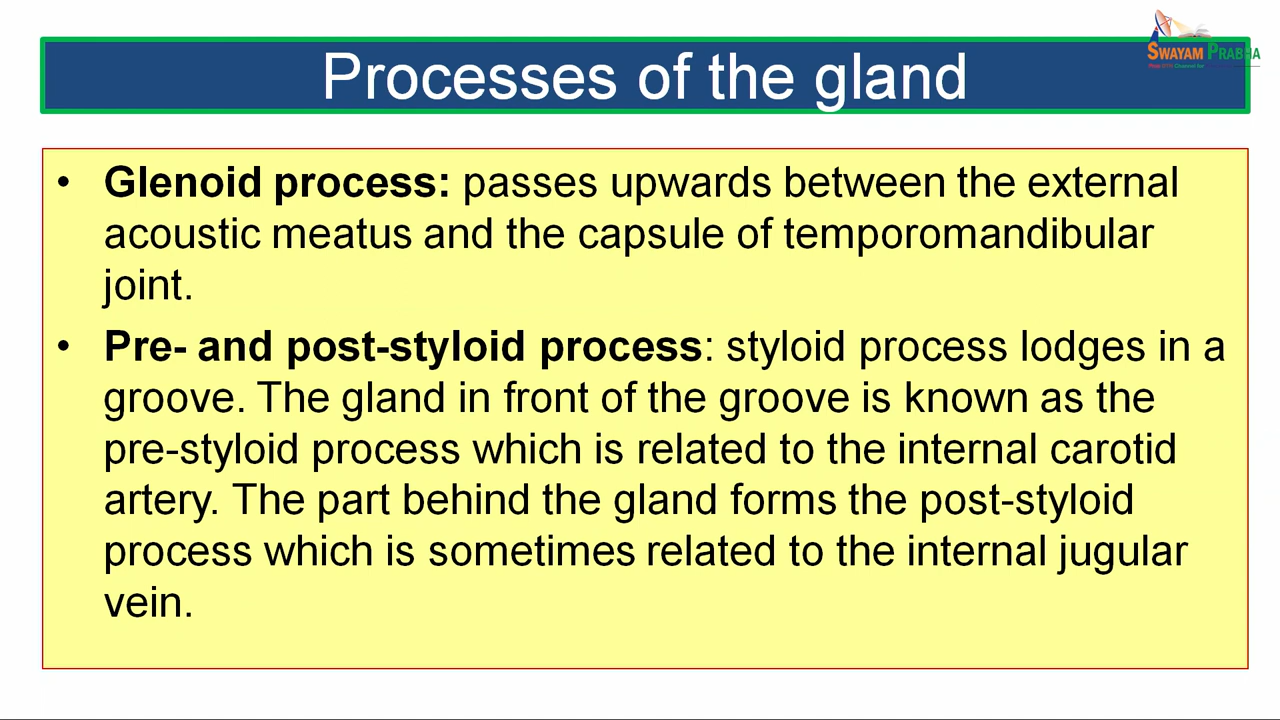 SWAYAM PRABHA
Processes of the gland
• Glenoid process: passes upwards between the external
acoustic meatus and the capsule of temporomandibular
joint.
• Pre- and post-styloid process: styloid process lodges in a
groove. The gland in front of the groove is known as the
pre-styloid process which is related to the internal carotid
artery. The part behind the gland forms the post-styloid
process which is sometimes related to the internal jugular
vein.